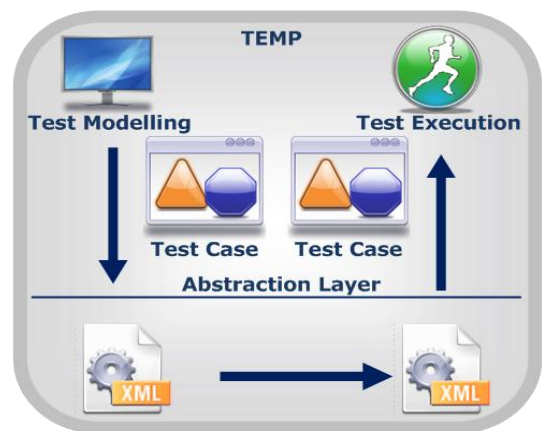 TEMP
Test Modelling
Test Execution
Test Case
Test Case
Abstraction Layer
XML
XML